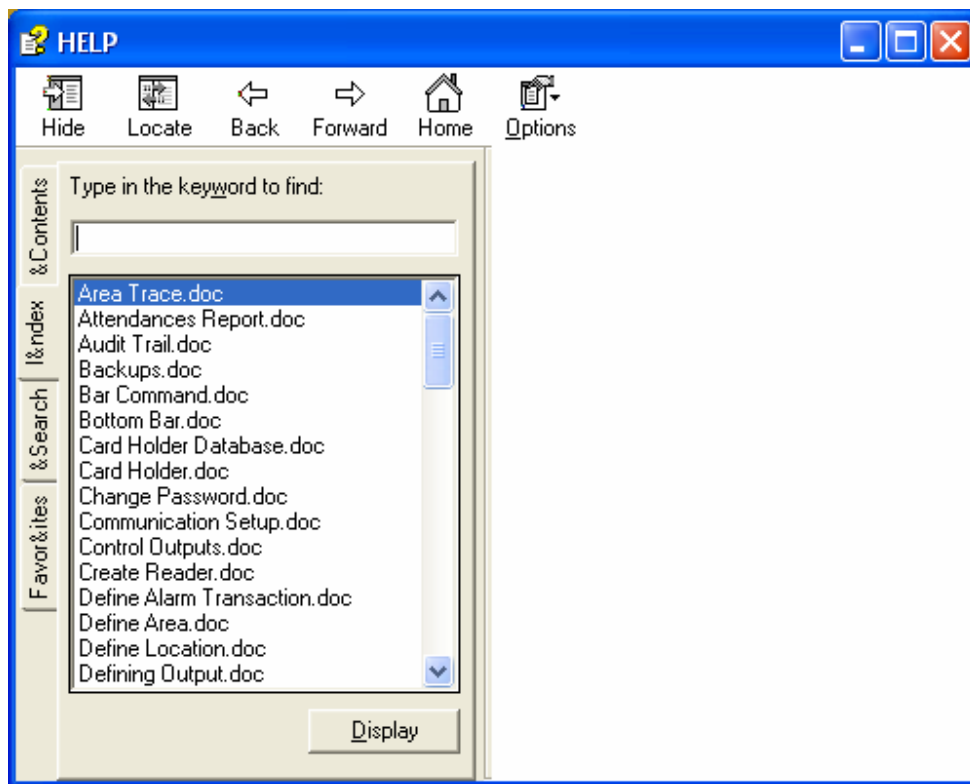 HELP
Hide Locate Back Forward Home Options
&Contents
I&ndex
&Search
Favor&ites
Type in the keyword to find:
Area Trace.doc
Attendances Report.doc
Audit Trail.doc
Backups.doc
Bar Command.doc
Bottom Bar.doc
Card Holder Database.doc
Card Holder.doc
Change Password.doc
Communication Setup.doc
Control Outputs.doc
Create Reader.doc
Define Alarm Transaction.doc
Define Area.doc
Define Location.doc
Defining Output.doc
Display